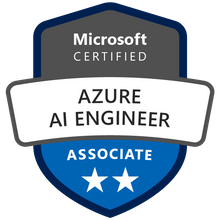 Microsoft
CERTIFIED
AZURE
AI ENGINEER
ASSOCIATE